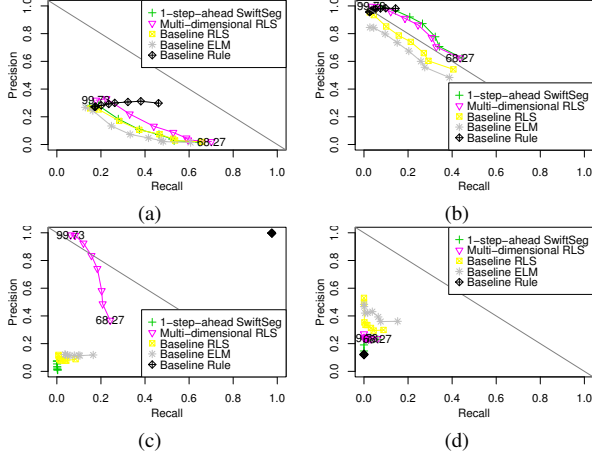 1-step-ahead SwiftSeg
Multi-dimensional RLS
Baseline RLS
Baseline ELM
Baseline Rule
99.73
68.27
Precision
0.0 0.2 0.4 0.6 0.8 1.0
0.0 0.2 0.4 0.6 0.8 1.0
Recall
(a)
99.73
68.27
1-step-ahead SwiftSeg
Multi-dimensional RLS
Baseline RLS
Baseline ELM
Baseline Rule
Precision
0.0 0.2 0.4 0.6 0.8 1.0
0.0 0.2 0.4 0.6 0.8 1.0
Recall
(b)
99.73
68.27
1-step-ahead SwiftSeg
Multi-dimensional RLS
Baseline RLS
Baseline ELM
Baseline Rule
Precision
0.0 0.2 0.4 0.6 0.8 1.0
0.0 0.2 0.4 0.6 0.8 1.0
Recall
(c)
1-step-ahead SwiftSeg
Multi-dimensional RLS
Baseline RLS
Baseline ELM
Baseline Rule
Precision
0.0 0.2 0.4 0.6 0.8 1.0
0.0 0.2 0.4 0.6 0.8 1.0
Recall
(d)